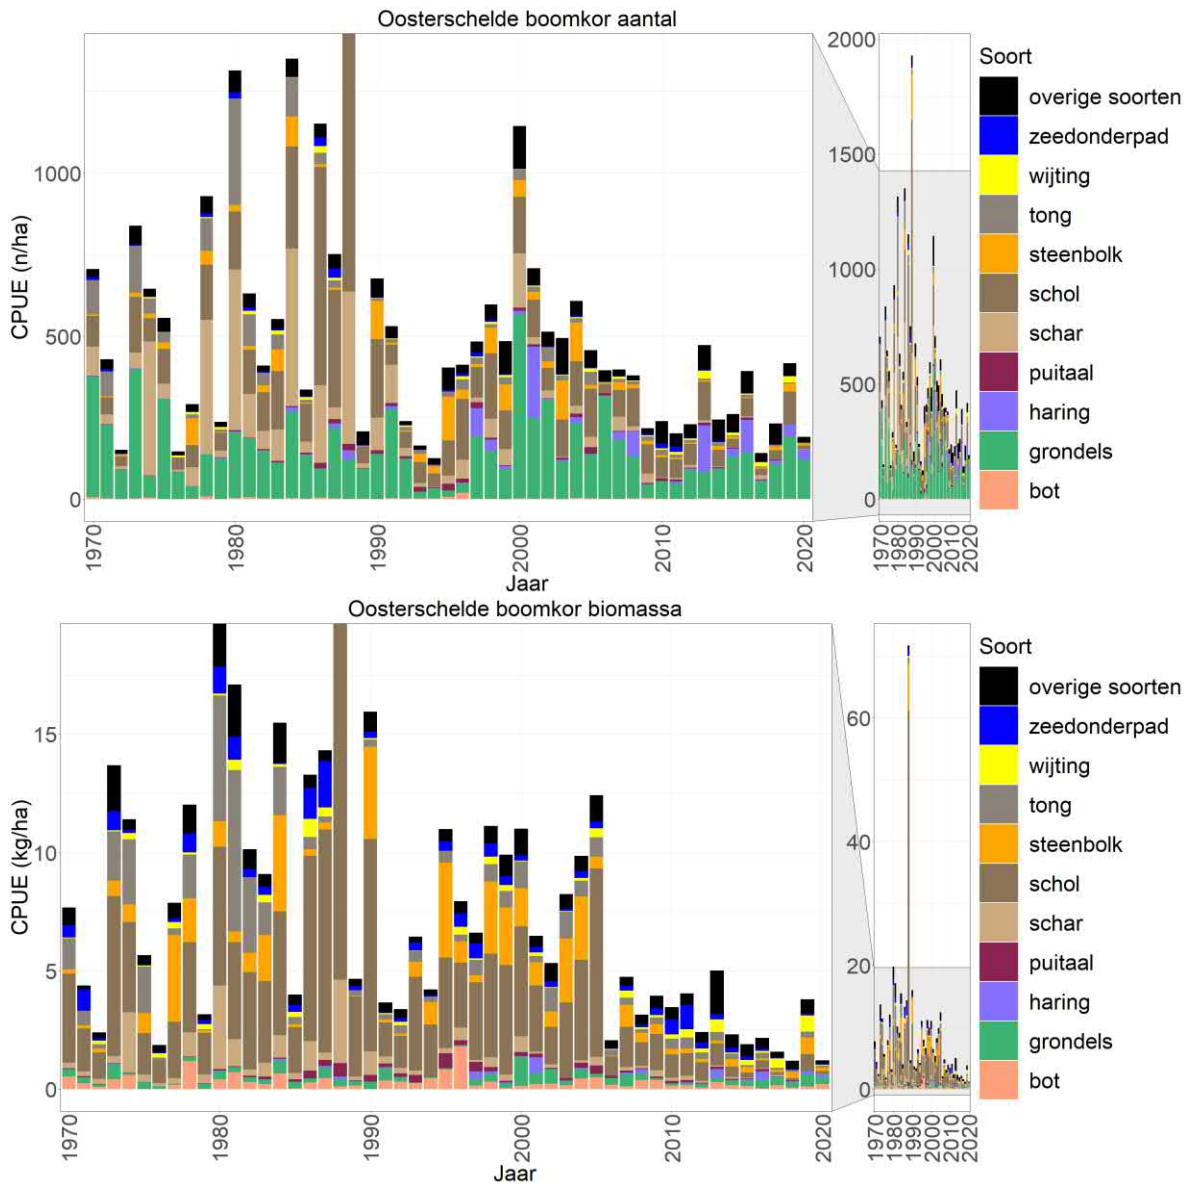 Oosterschelde boomkor aantal
CPUE (n/ha)
1000
500
0
1970
1980
1990
2000
2010
2020
Jaar
2000
1500
1000
500
0
1970
1980
1990
2000
2010
2020
Soort
overige soorten
zeedonderpad
wijting
tong
steenbolk
schol
schar
puitaal
haring
grondels
bot
Oosterschelde boomkor biomassa
CPUE (kg/ha)
15
10
5
0
1970
1980
1990
2000
2010
2020
Jaar
60
40
20
0
1970
1980
1990
2000
2010
2020
Soort
overige soorten
zeedonderpad
wijting
tong
steenbolk
schol
schar
puitaal
haring
grondels
bot